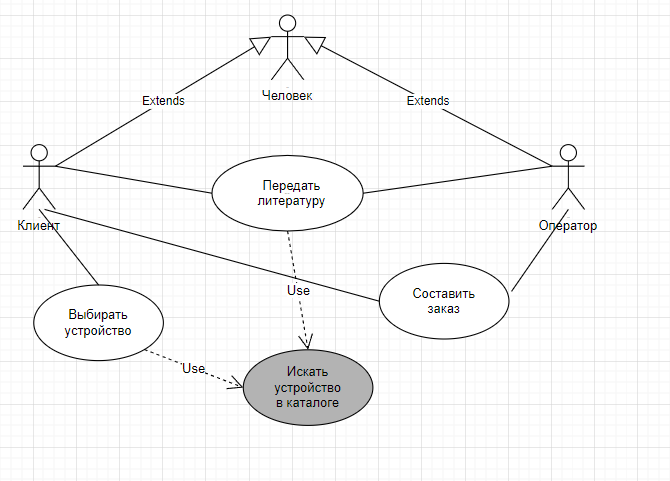 Человек
Extends
Extends
Клиент
Передать
литературу
Оператор
Use
Составить
заказ
Выбирать
устройство
Use
Искать
устройство
в каталоге